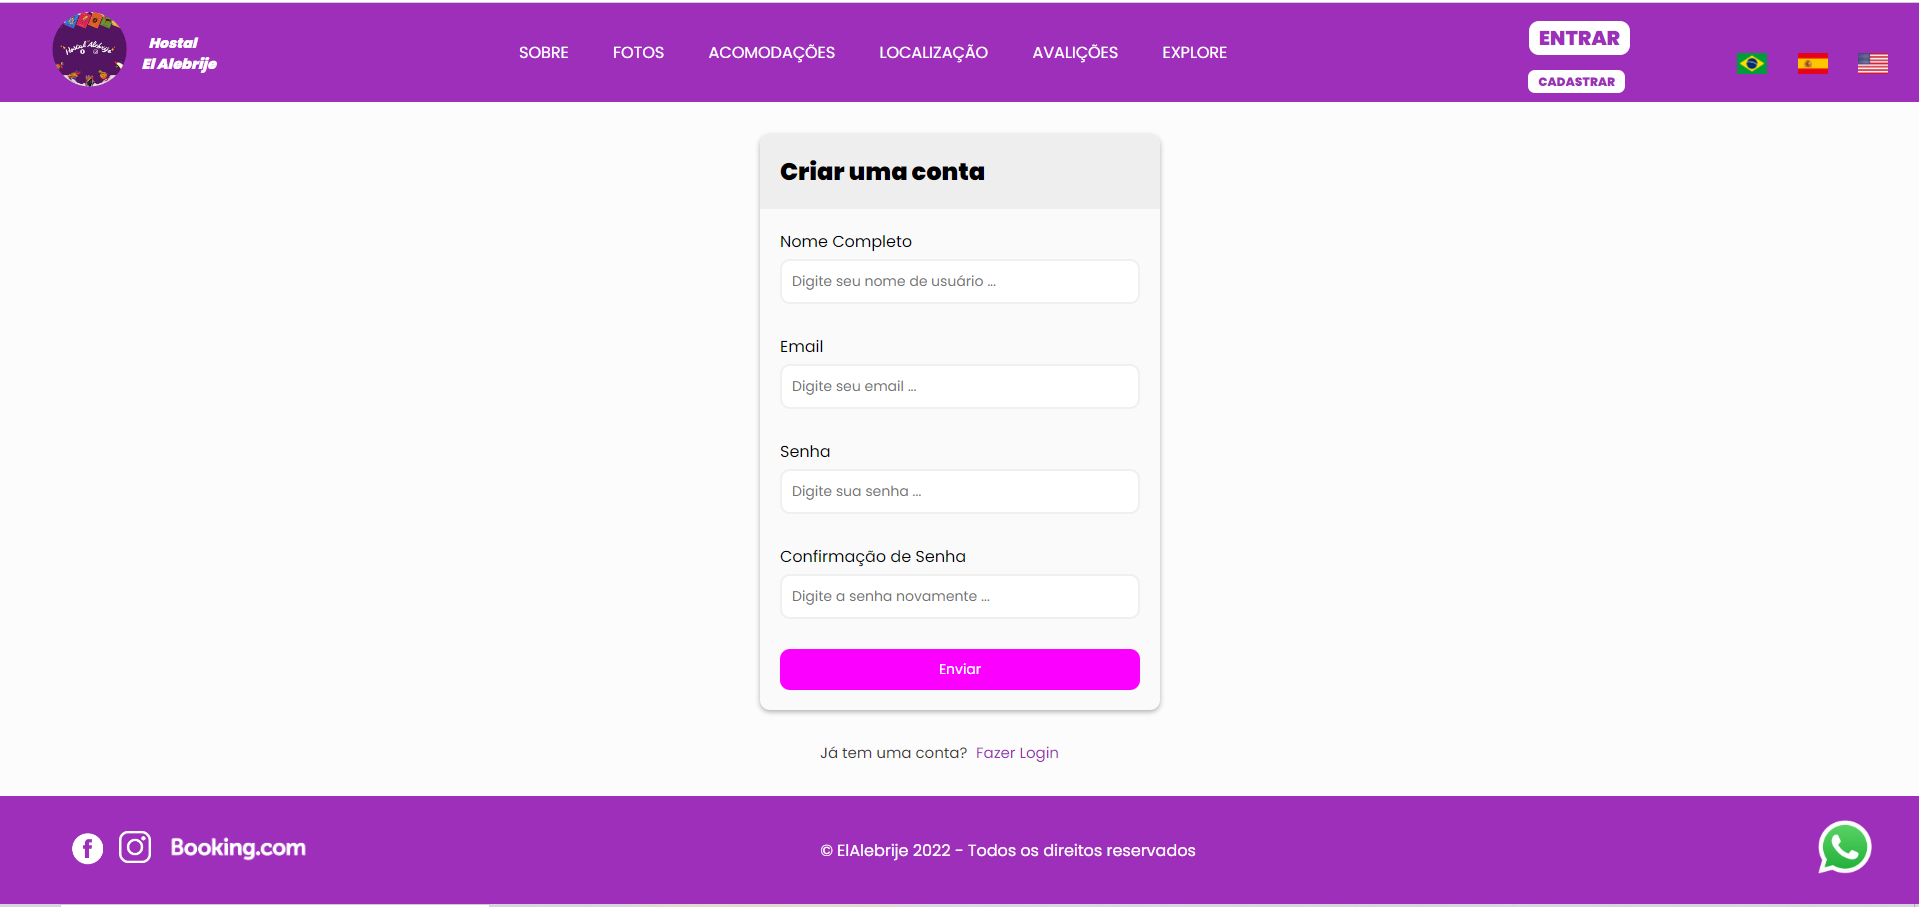 Hostal Alebrije
Hostal
El Alebrije
SOBRE
FOTOS
ACOMODAÇÕES
LOCALIZAÇÃO
AVALIÇÕES
EXPLORE
ENTRAR
CADASTRAR
Criar uma conta
Nome Completo
Digite seu nome de usuário ...
Email
Digite seu email ...
Senha
Digite sua senha ...
Confirmação de Senha
Digite a senha novamente ...
Enviar
Já tem uma conta? Fazer Login
Booking.com
© ElAlebrije 2022 - Todos os direitos reservados